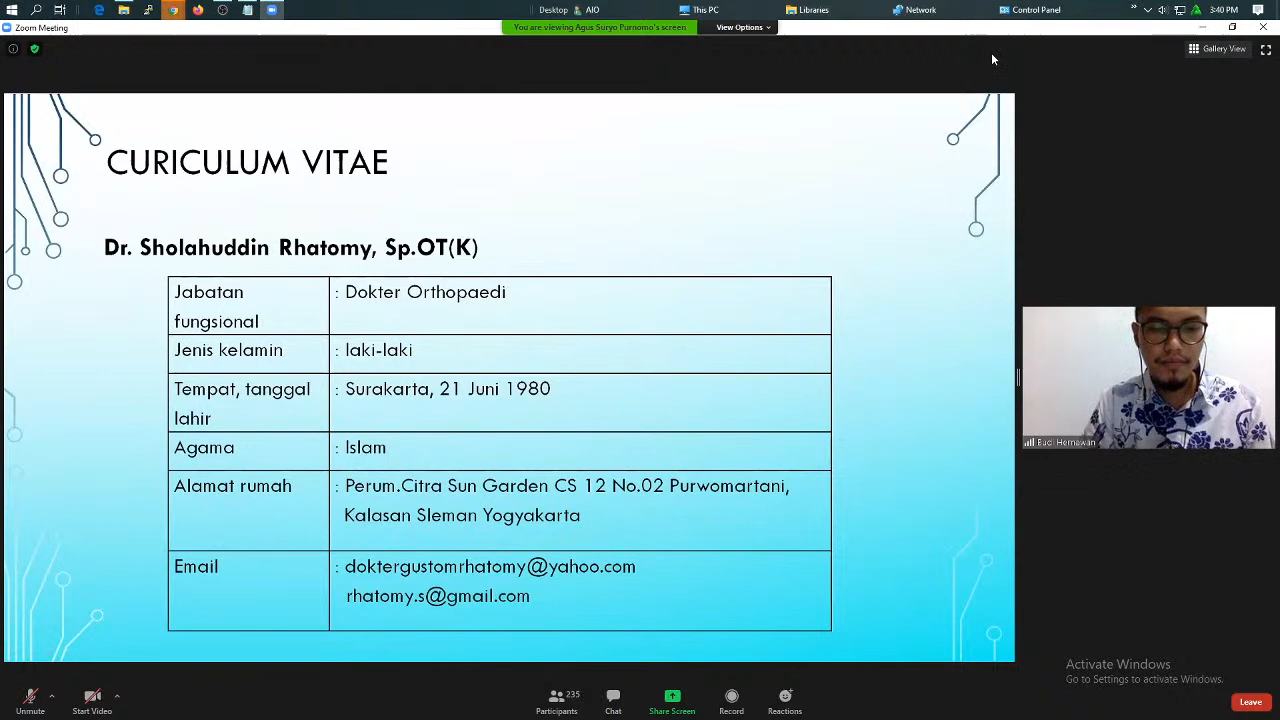 Desktop
AIO
This PC
Libraries
Network
Control Panel
3:40 PM
Zoom Meeting
You are viewing Agus Suryo Purnomo's screen
View Options
Gallery View
CURICULUM VITAE
Dr. Sholahuddin Rhatomy, Sp.OT(K)
Jabatan fungsional : Dokter Orthopaedi
Jenis kelamin : laki-laki
Tempat, tanggal lahir : Surakarta, 21 Juni 1980
Agama : Islam
Alamat rumah : Perum.Citra Sun Garden CS 12 No.02 Purwomartani,
Kalasan Sleman Yogyakarta
Email : doktergustomrhatomy@yahoo.com
rhatomy.s@gmail.com
Budi Hernawan
Activate Windows
Go to Settings to activate Windows.
Unmute
Start Video
235
Participants
Chat
Share Screen
Record
Reactions
Leave